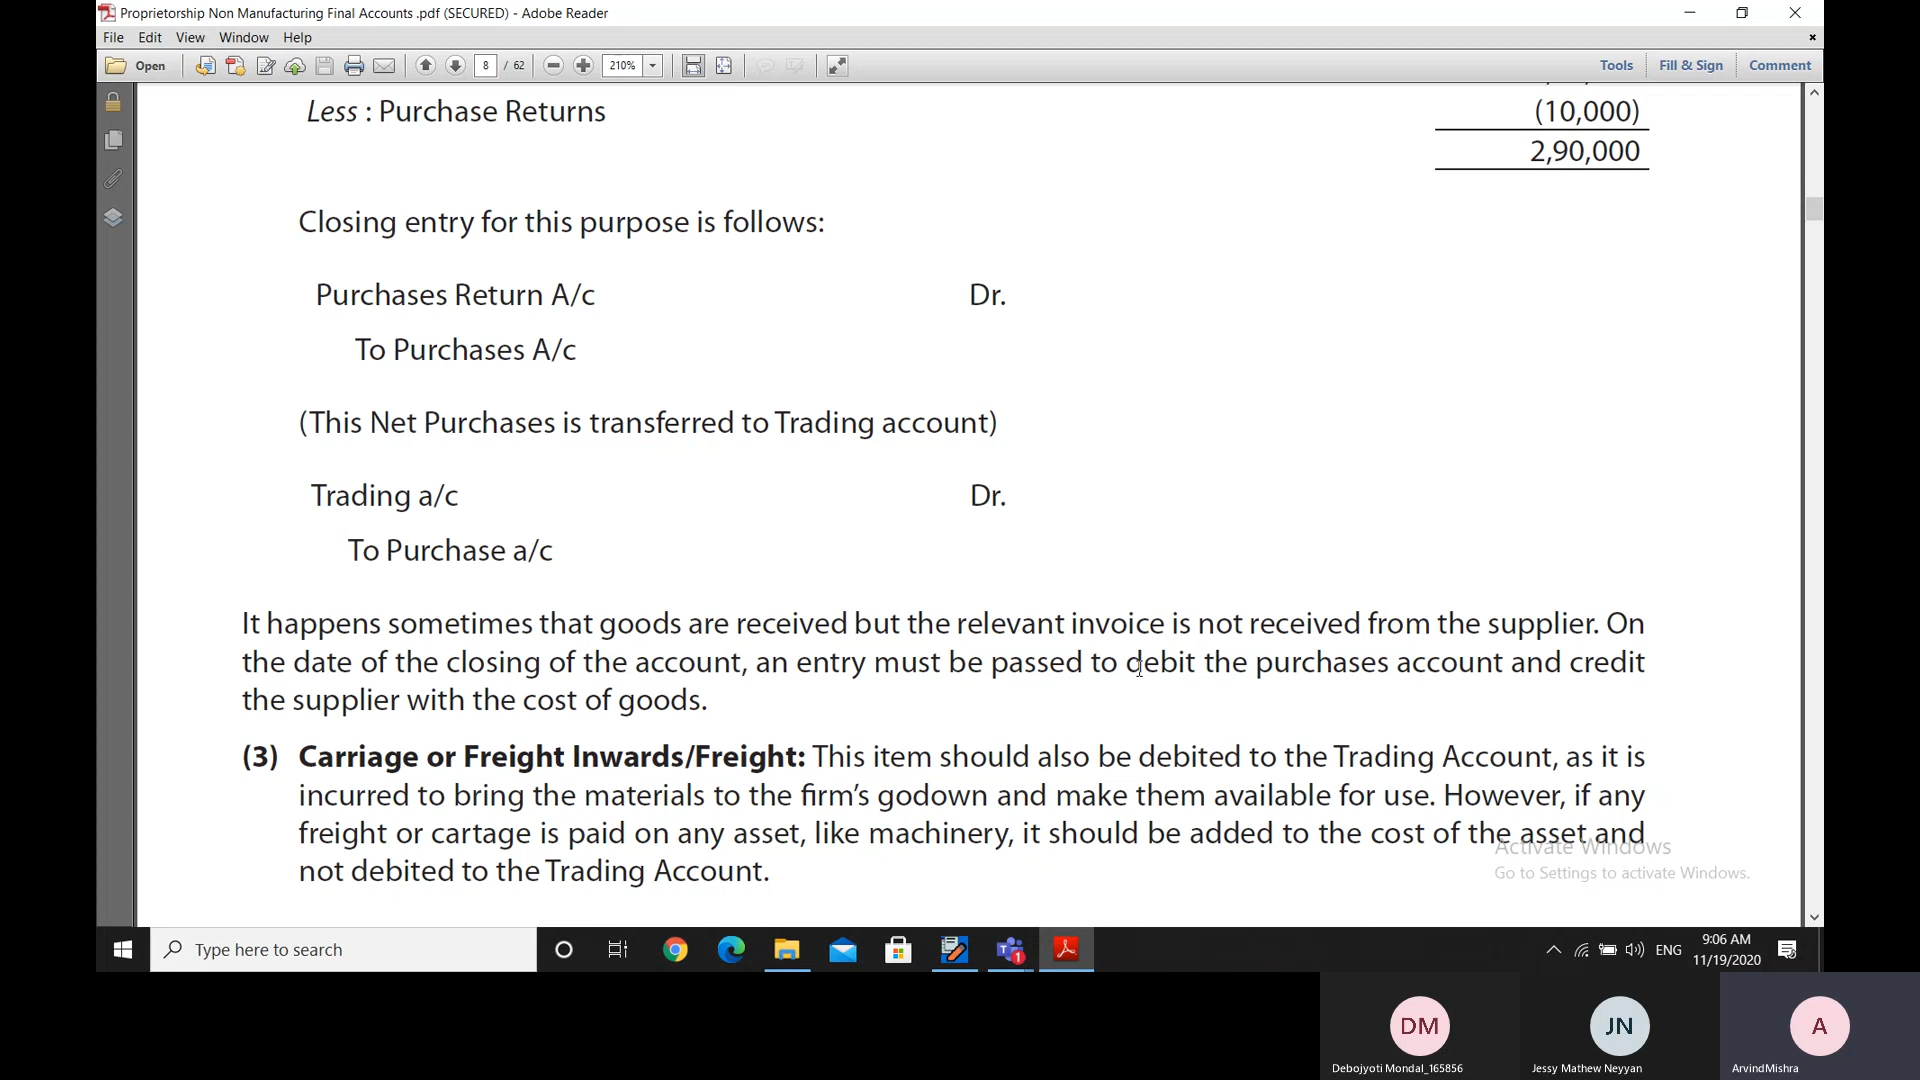 Proprietorship Non Manufacturing Final Accounts .pdf (SECURED) - Adobe Reader
File Edit View Window Help
Open 8 / 62 210% Tools Fill & Sign Comment
Less : Purchase Returns (10,000)
2,90,000
Closing entry for this purpose is follows:
Purchases Return A/c Dr.
To Purchases A/c
(This Net Purchases is transferred to Trading account)
Trading a/c Dr.
To Purchase a/c
It happens sometimes that goods are received but the relevant invoice is not received from the supplier. On
the date of the closing of the account, an entry must be passed to debit the purchases account and credit
the supplier with the cost of goods.
(3) Carriage or Freight Inwards/Freight: This item should also be debited to the Trading Account, as it is
incurred to bring the materials to the firm's godown and make them available for use. However, if any
freight or cartage is paid on any asset, like machinery, it should be added to the cost of the asset and
not debited to the Trading Account.
Activate Windows
Go to Settings to activate Windows.
Type here to search 1 ENG 9:06 AM
11/19/2020
DM JN A
Debojyoti Mondal_165856 Jessy Mathew Neyyan ArvindMishra